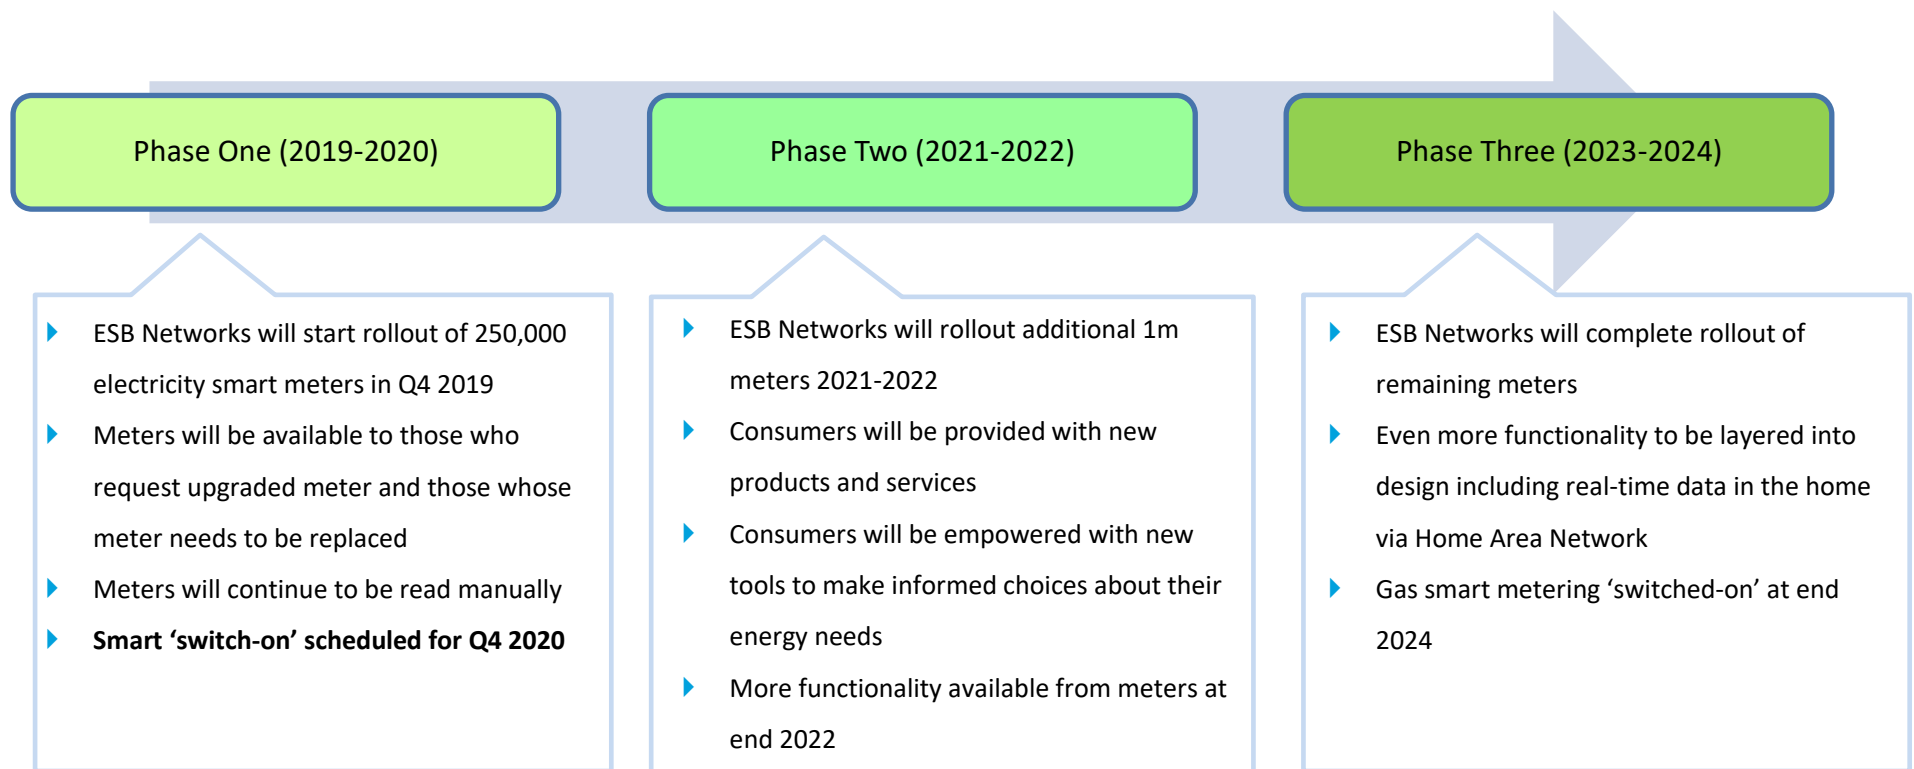 Phase One (2019-2020)
Phase Two (2021-2022)
Phase Three (2023-2024)
ESB Networks will start rollout of 250,000
electricity smart meters in Q4 2019
Meters will be available to those who
request upgraded meter and those whose
meter needs to be replaced
Meters will continue to be read manually
Smart ‘switch-on’ scheduled for Q4 2020
ESB Networks will rollout additional 1m
meters 2021-2022
Consumers will be provided with new
products and services
Consumers will be empowered with new
tools to make informed choices about their
energy needs
More functionality available from meters at
end 2022
ESB Networks will complete rollout of
remaining meters
Even more functionality to be layered into
design including real-time data in the home
via Home Area Network
Gas smart metering ‘switched-on’ at end
2024